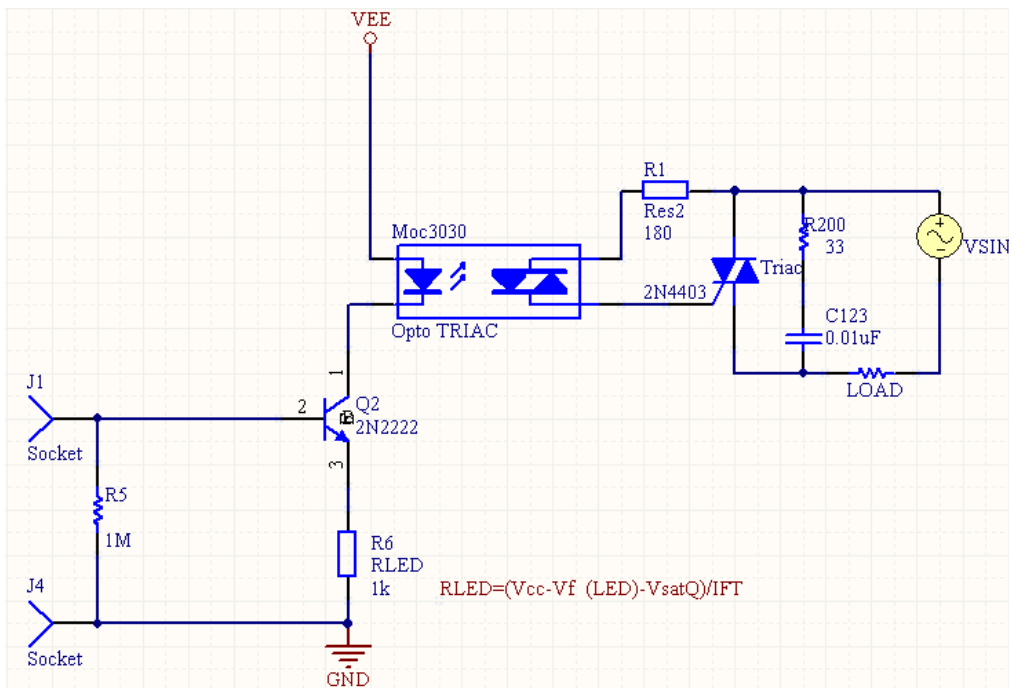 VEE
R1
Res2
180
Moc3030
Opto TRIAC
R200
33
VSIN
Triac
2N4403
C123
0.01uF
LOAD
J1
Socket
1
2
Q2
2N2222
3
R5
1M
R6
RLED
1k
RLED=(Vcc-Vf (LED)-VsatQ)/IFT
J4
Socket
GND